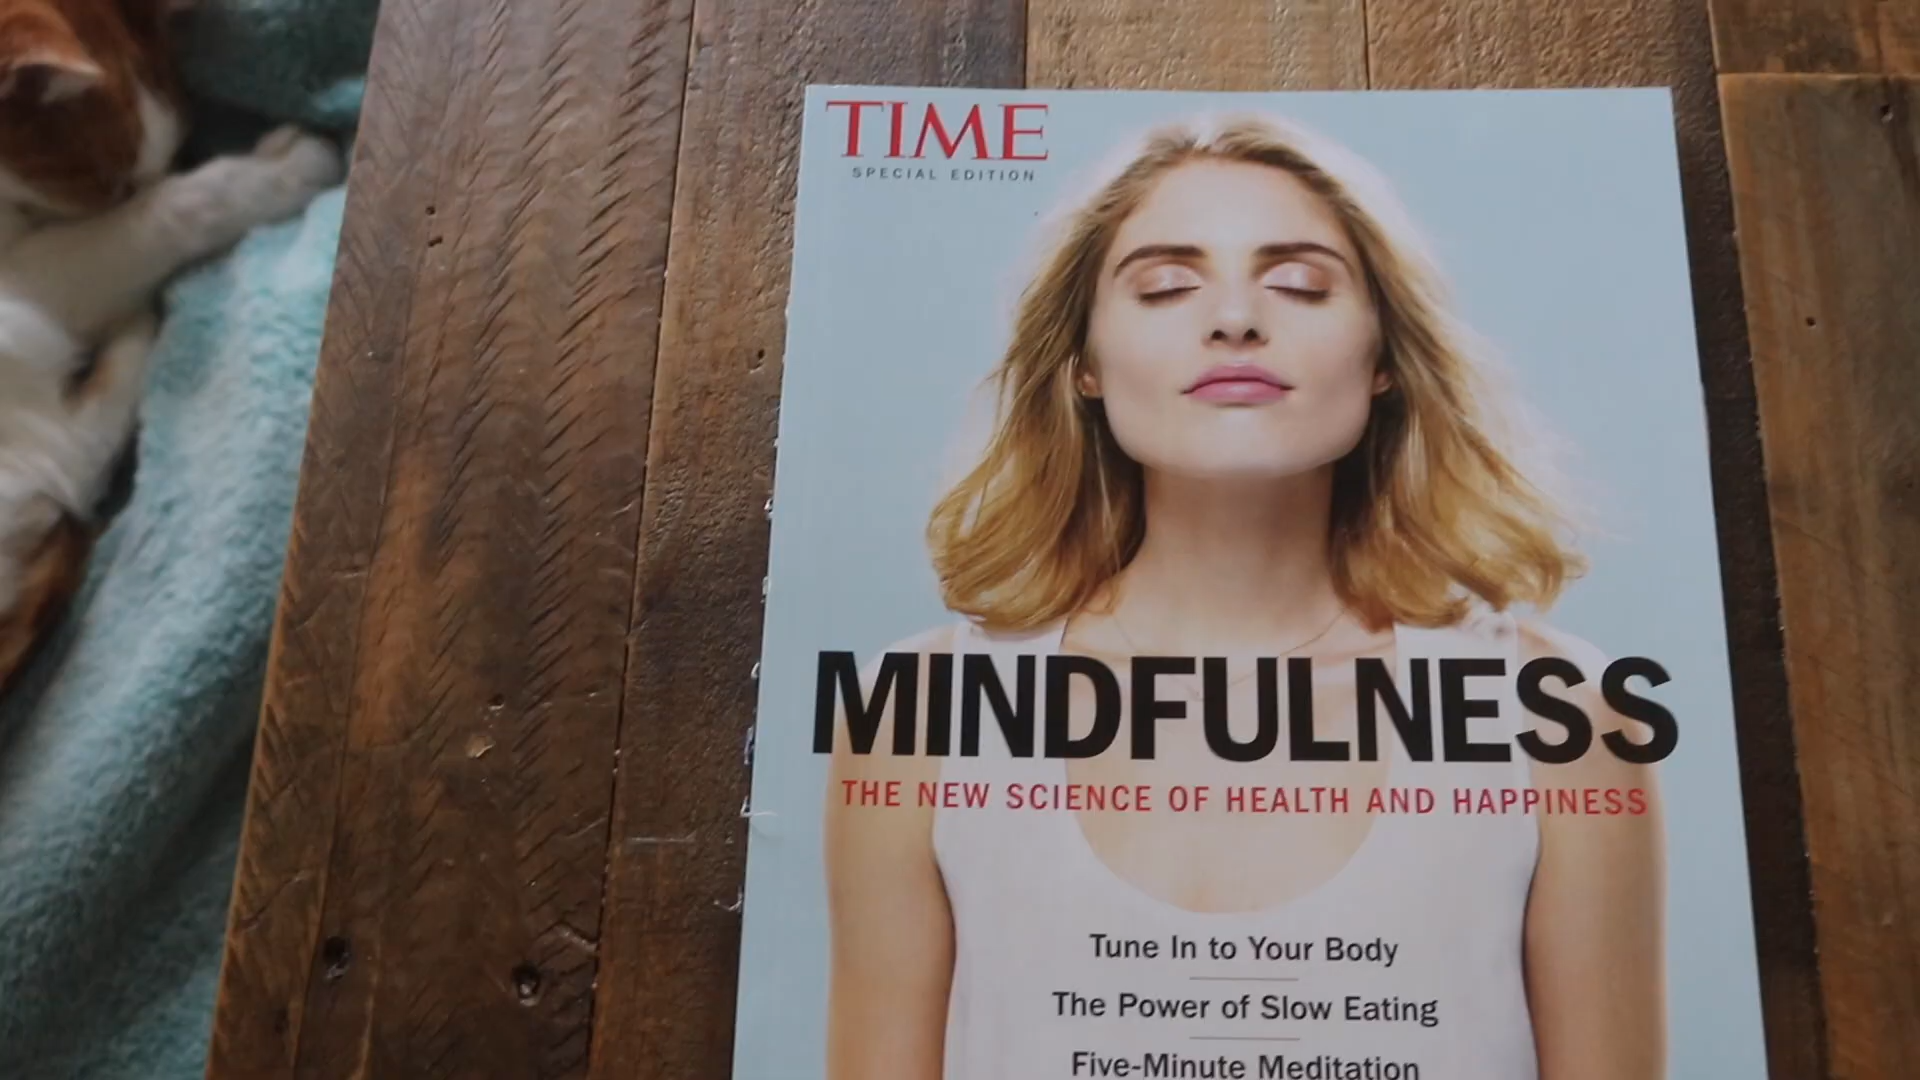 TIME
SPECIAL EDITION
MINDFULNESS
THE NEW SCIENCE OF HEALTH AND HAPPINESS
Tune In to Your Body
The Power of Slow Eating
Five-Minute Meditation